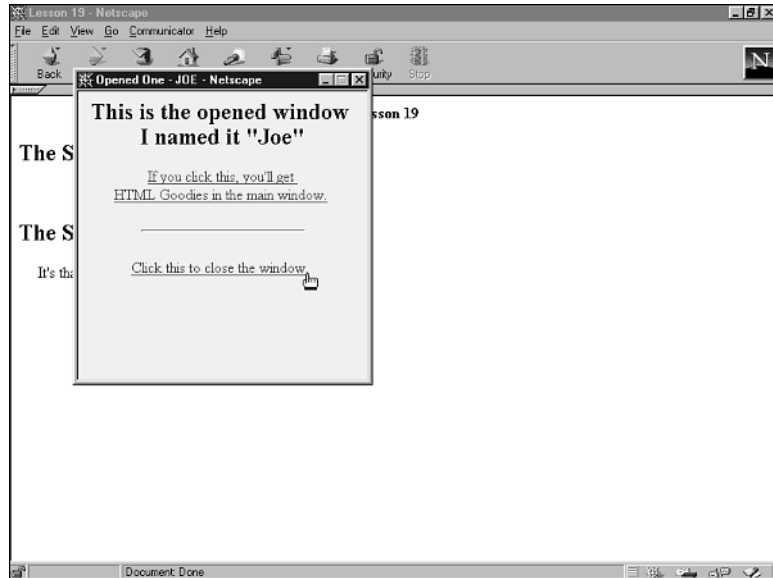 Lesson 19 - Netscape
File Edit View Go Communicator Help
Back
urity
Stop
N
Opened One - JOE - Netscape
This is the opened window
I named it "Joe"
sson 19
The S
If you click this, you'll get
HTML Goodies in the main window.
The S
Click this to close the window
It's tha
Document: Done